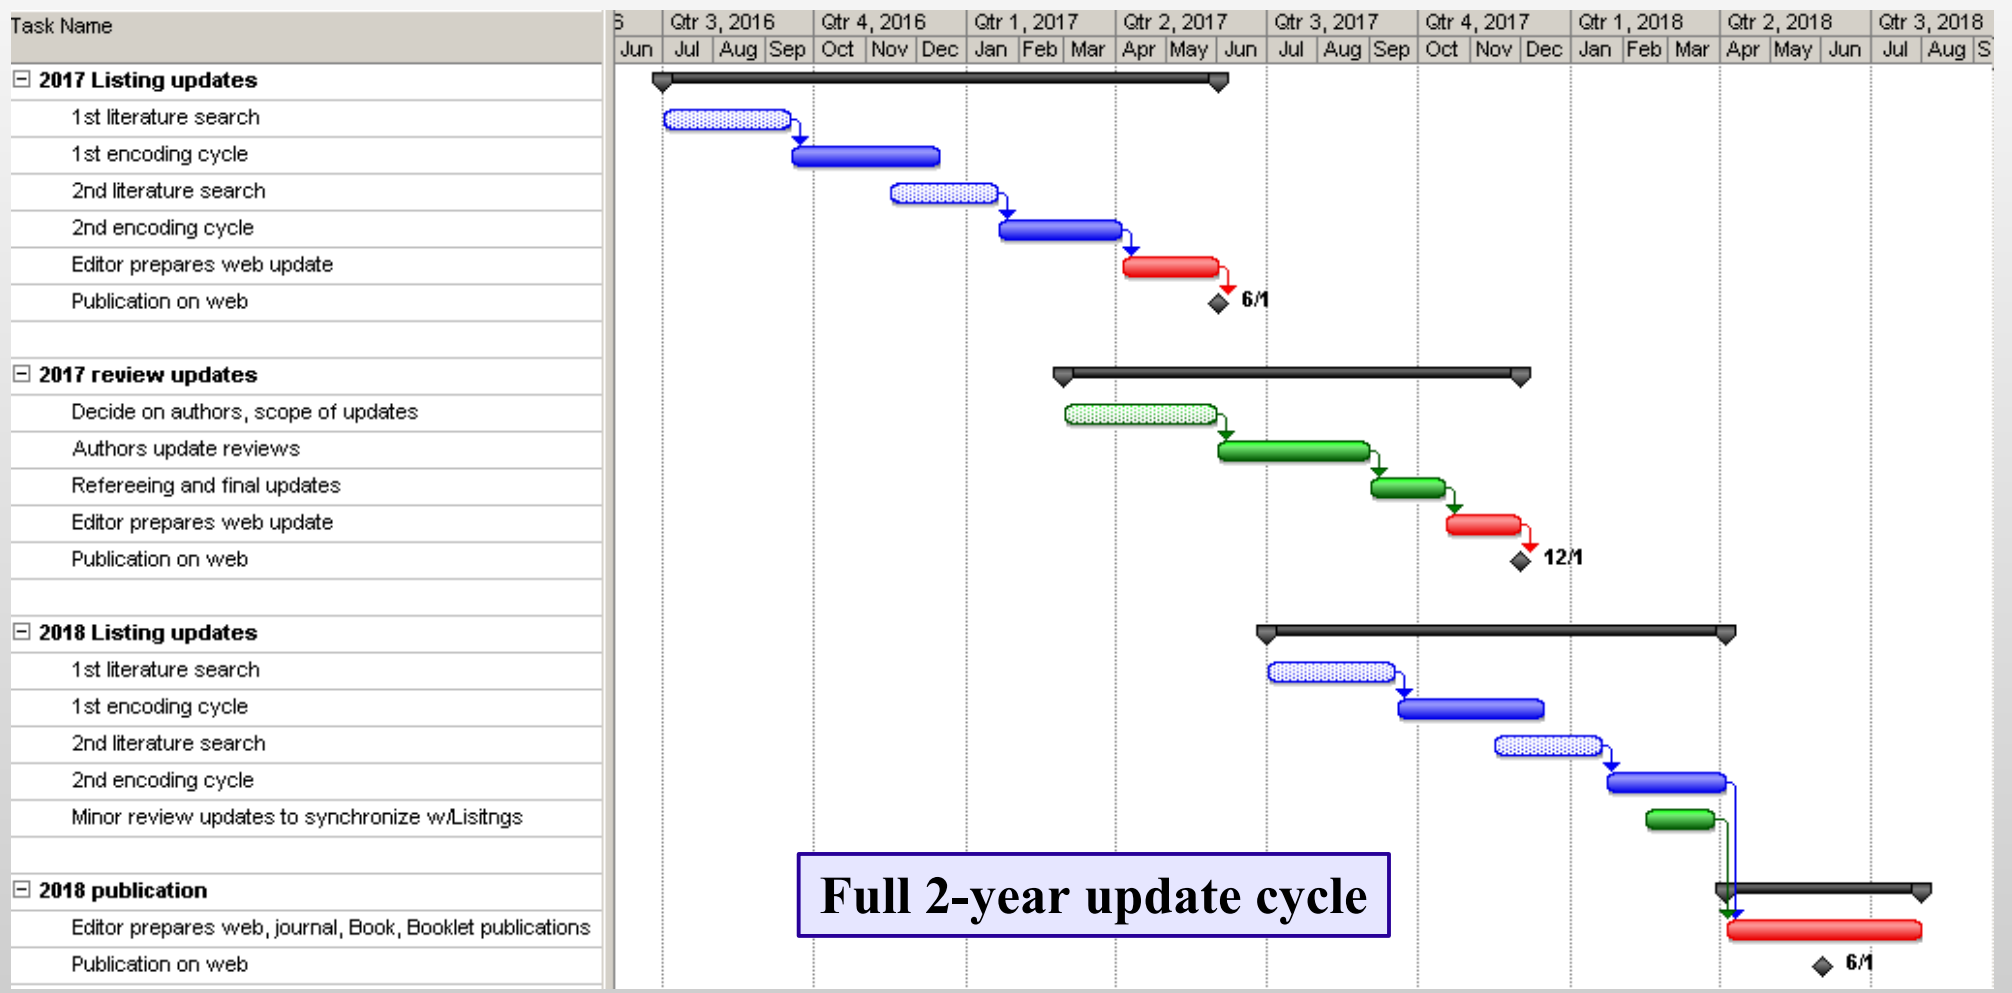 Task Name
6 Qtr 3, 2016 Qtr 4, 2016 Qtr 1, 2017 Qtr 2, 2017 Qtr 3, 2017 Qtr 4, 2017 Qtr 1, 2018 Qtr 2, 2018 Qtr 3, 2018
Jun Jul Aug Sep Oct Nov Dec Jan Feb Mar Apr May Jun Jul Aug Sep Oct Nov Dec Jan Feb Mar Apr May Jun Jul Aug S
2017 Listing updates
1st literature search
1st encoding cycle
2nd literature search
2nd encoding cycle
Editor prepares web update
Publication on web 6/1
2017 review updates
Decide on authors, scope of updates
Authors update reviews
Refereeing and final updates
Editor prepares web update
Publication on web 12/1
2018 Listing updates
1st literature search
1st encoding cycle
2nd literature search
2nd encoding cycle
Minor review updates to synchronize w/Lisitngs
2018 publication
Full 2-year update cycle
Editor prepares web, journal, Book, Booklet publications
Publication on web 6/1